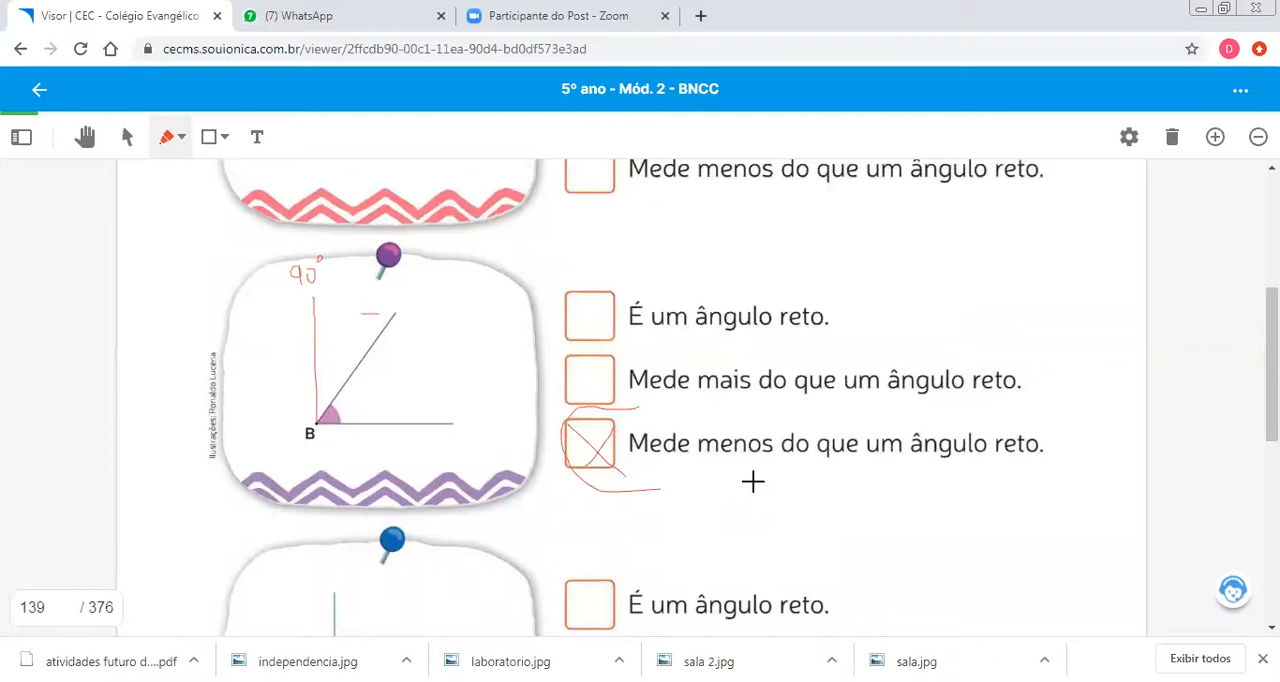 Visor | CEC - Colégio Evangélico
(7) WhatsApp
Participante do Post - Zoom
cecms.souionica.com.br/viewer/2ffcdb90-00c1-11ea-90d4-bd0df573e3ad
D
5º ano - Mód. 2 - BNCC
T
Mede menos do que um ângulo reto.
90°
É um ângulo reto.
Mede mais do que um ângulo reto.
Mede menos do que um ângulo reto.
B
Ilustrações: Ronaldo Lucena
É um ângulo reto.
139 / 376
atividades futuro d....pdf
independencia.jpg
laboratorio.jpg
sala 2.jpg
sala.jpg
Exibir todos